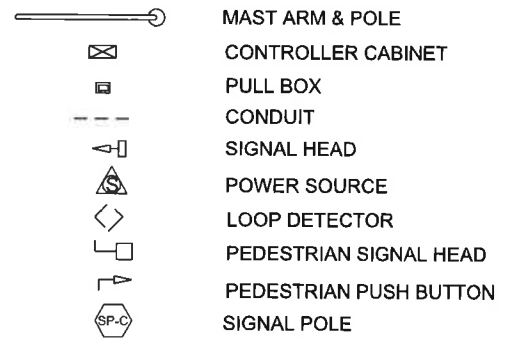 MAST ARM & POLE
CONTROLLER CABINET
PULL BOX
CONDUIT
SIGNAL HEAD
S POWER SOURCE
LOOP DETECTOR
PEDESTRIAN SIGNAL HEAD
PEDESTRIAN PUSH BUTTON
SP-C SIGNAL POLE